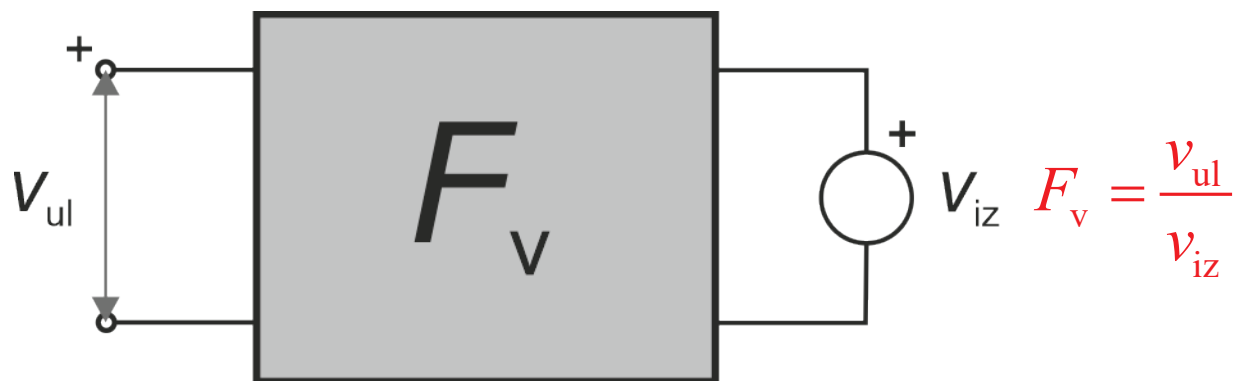 +
v_ul
F_v
+
v_iz
F_v = v_ul / v_iz